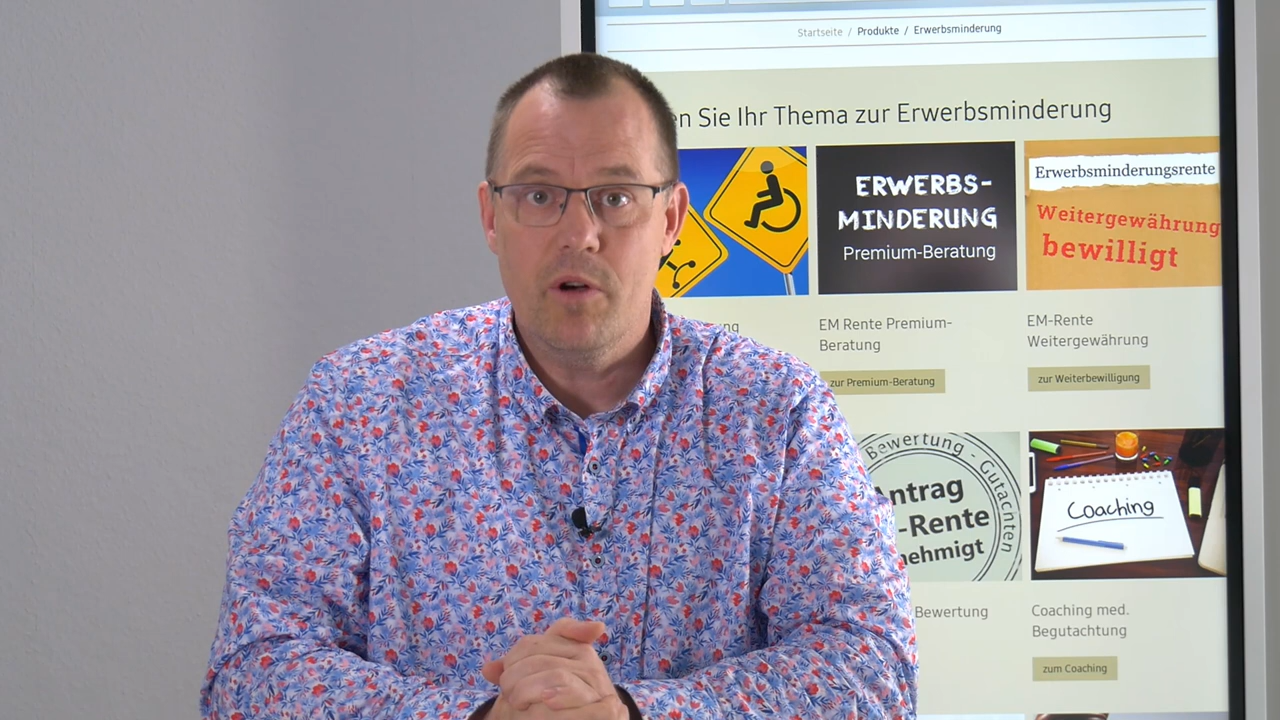 Startseite / Produkte / Erwerbsminderung
en Sie Ihr Thema zur Erwerbsminderung
ERWERBS-
MINDERUNG
Premium-Beratung
Erwerbsminderungsrente
Weitergewährung
bewilligt
ng
EM Rente Premium-
Beratung
zur Premium-Beratung
EM-Rente
Weitergewährung
zur Weiterbewilligung
Bewertung - Gutachten
Antrag
-Rente
nehmigt
Coaching
Bewertung
Coaching med.
Begutachtung
zum Coaching